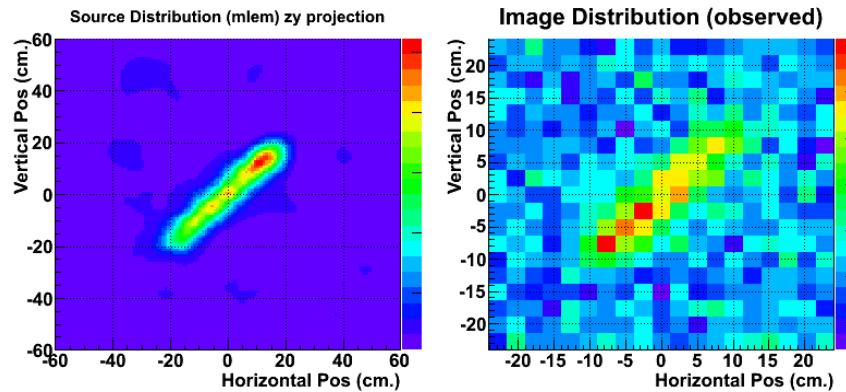 Source Distribution (mlem) zy projection
Vertical Pos (cm.)
60
40
20
0
-20
-40
-60
-60 -40 -20 0 20 40 60
Horizontal Pos (cm.)
Image Distribution (observed)
Vertical Pos (cm.)
20
15
10
5
0
-5
-10
-15
-20
-20 -15 -10 -5 0 5 10 15 20
Horizontal Pos (cm.)